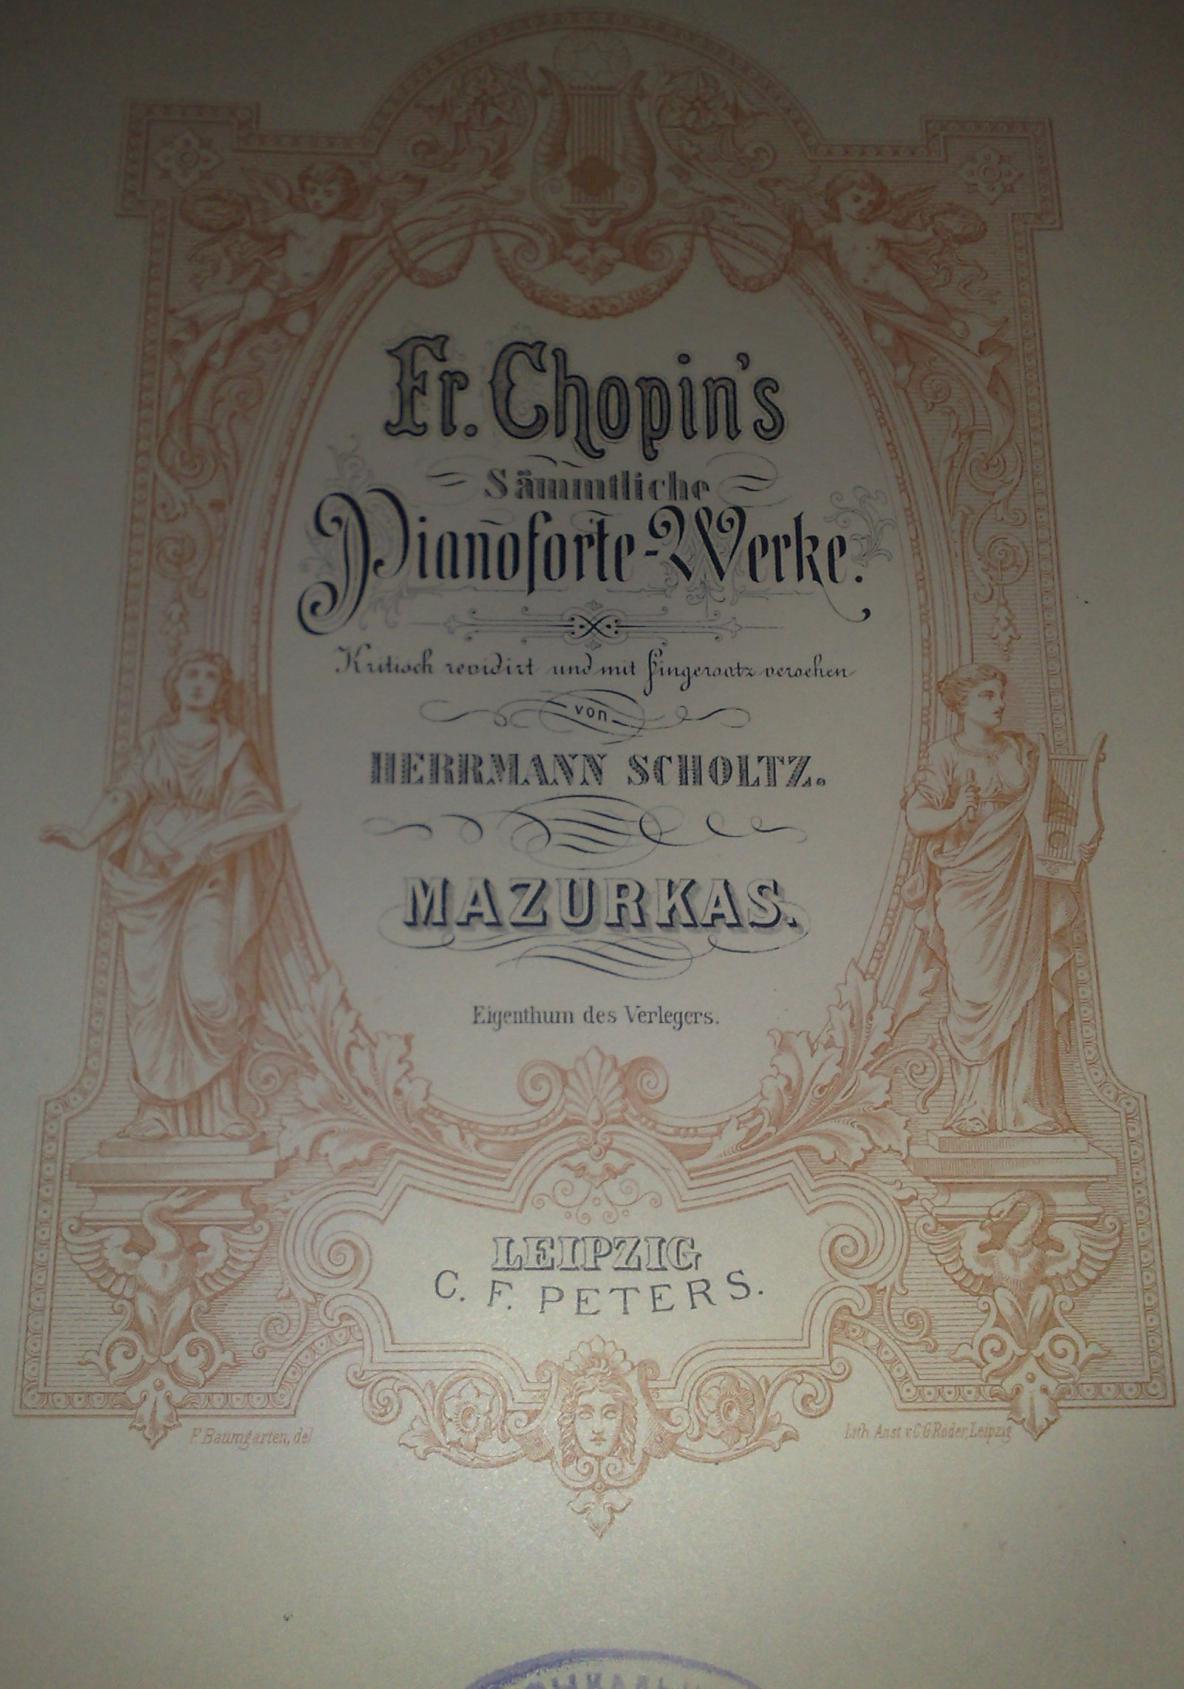 Fr. Chopin's
Sämmtliche
Pianoforte-Werke.
Kritisch revidirt und mit Fingersatz versehen
von
HERRMANN SCHOLTZ.
MAZURKAS.
Eigenthum des Verlegers.
LEIPZIG
C. F. PETERS.
P. Baumgarten, del
Lith. Anst v. C G Roder, Leipzig